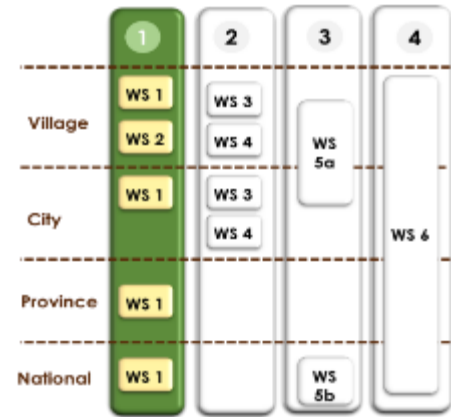 1 2 3 4
Village
WS 1
WS 3
WS
5a
WS 2
WS 4
City
WS 1
WS 3
WS 4
WS 6
Province
WS 1
National
WS 1
WS
5b